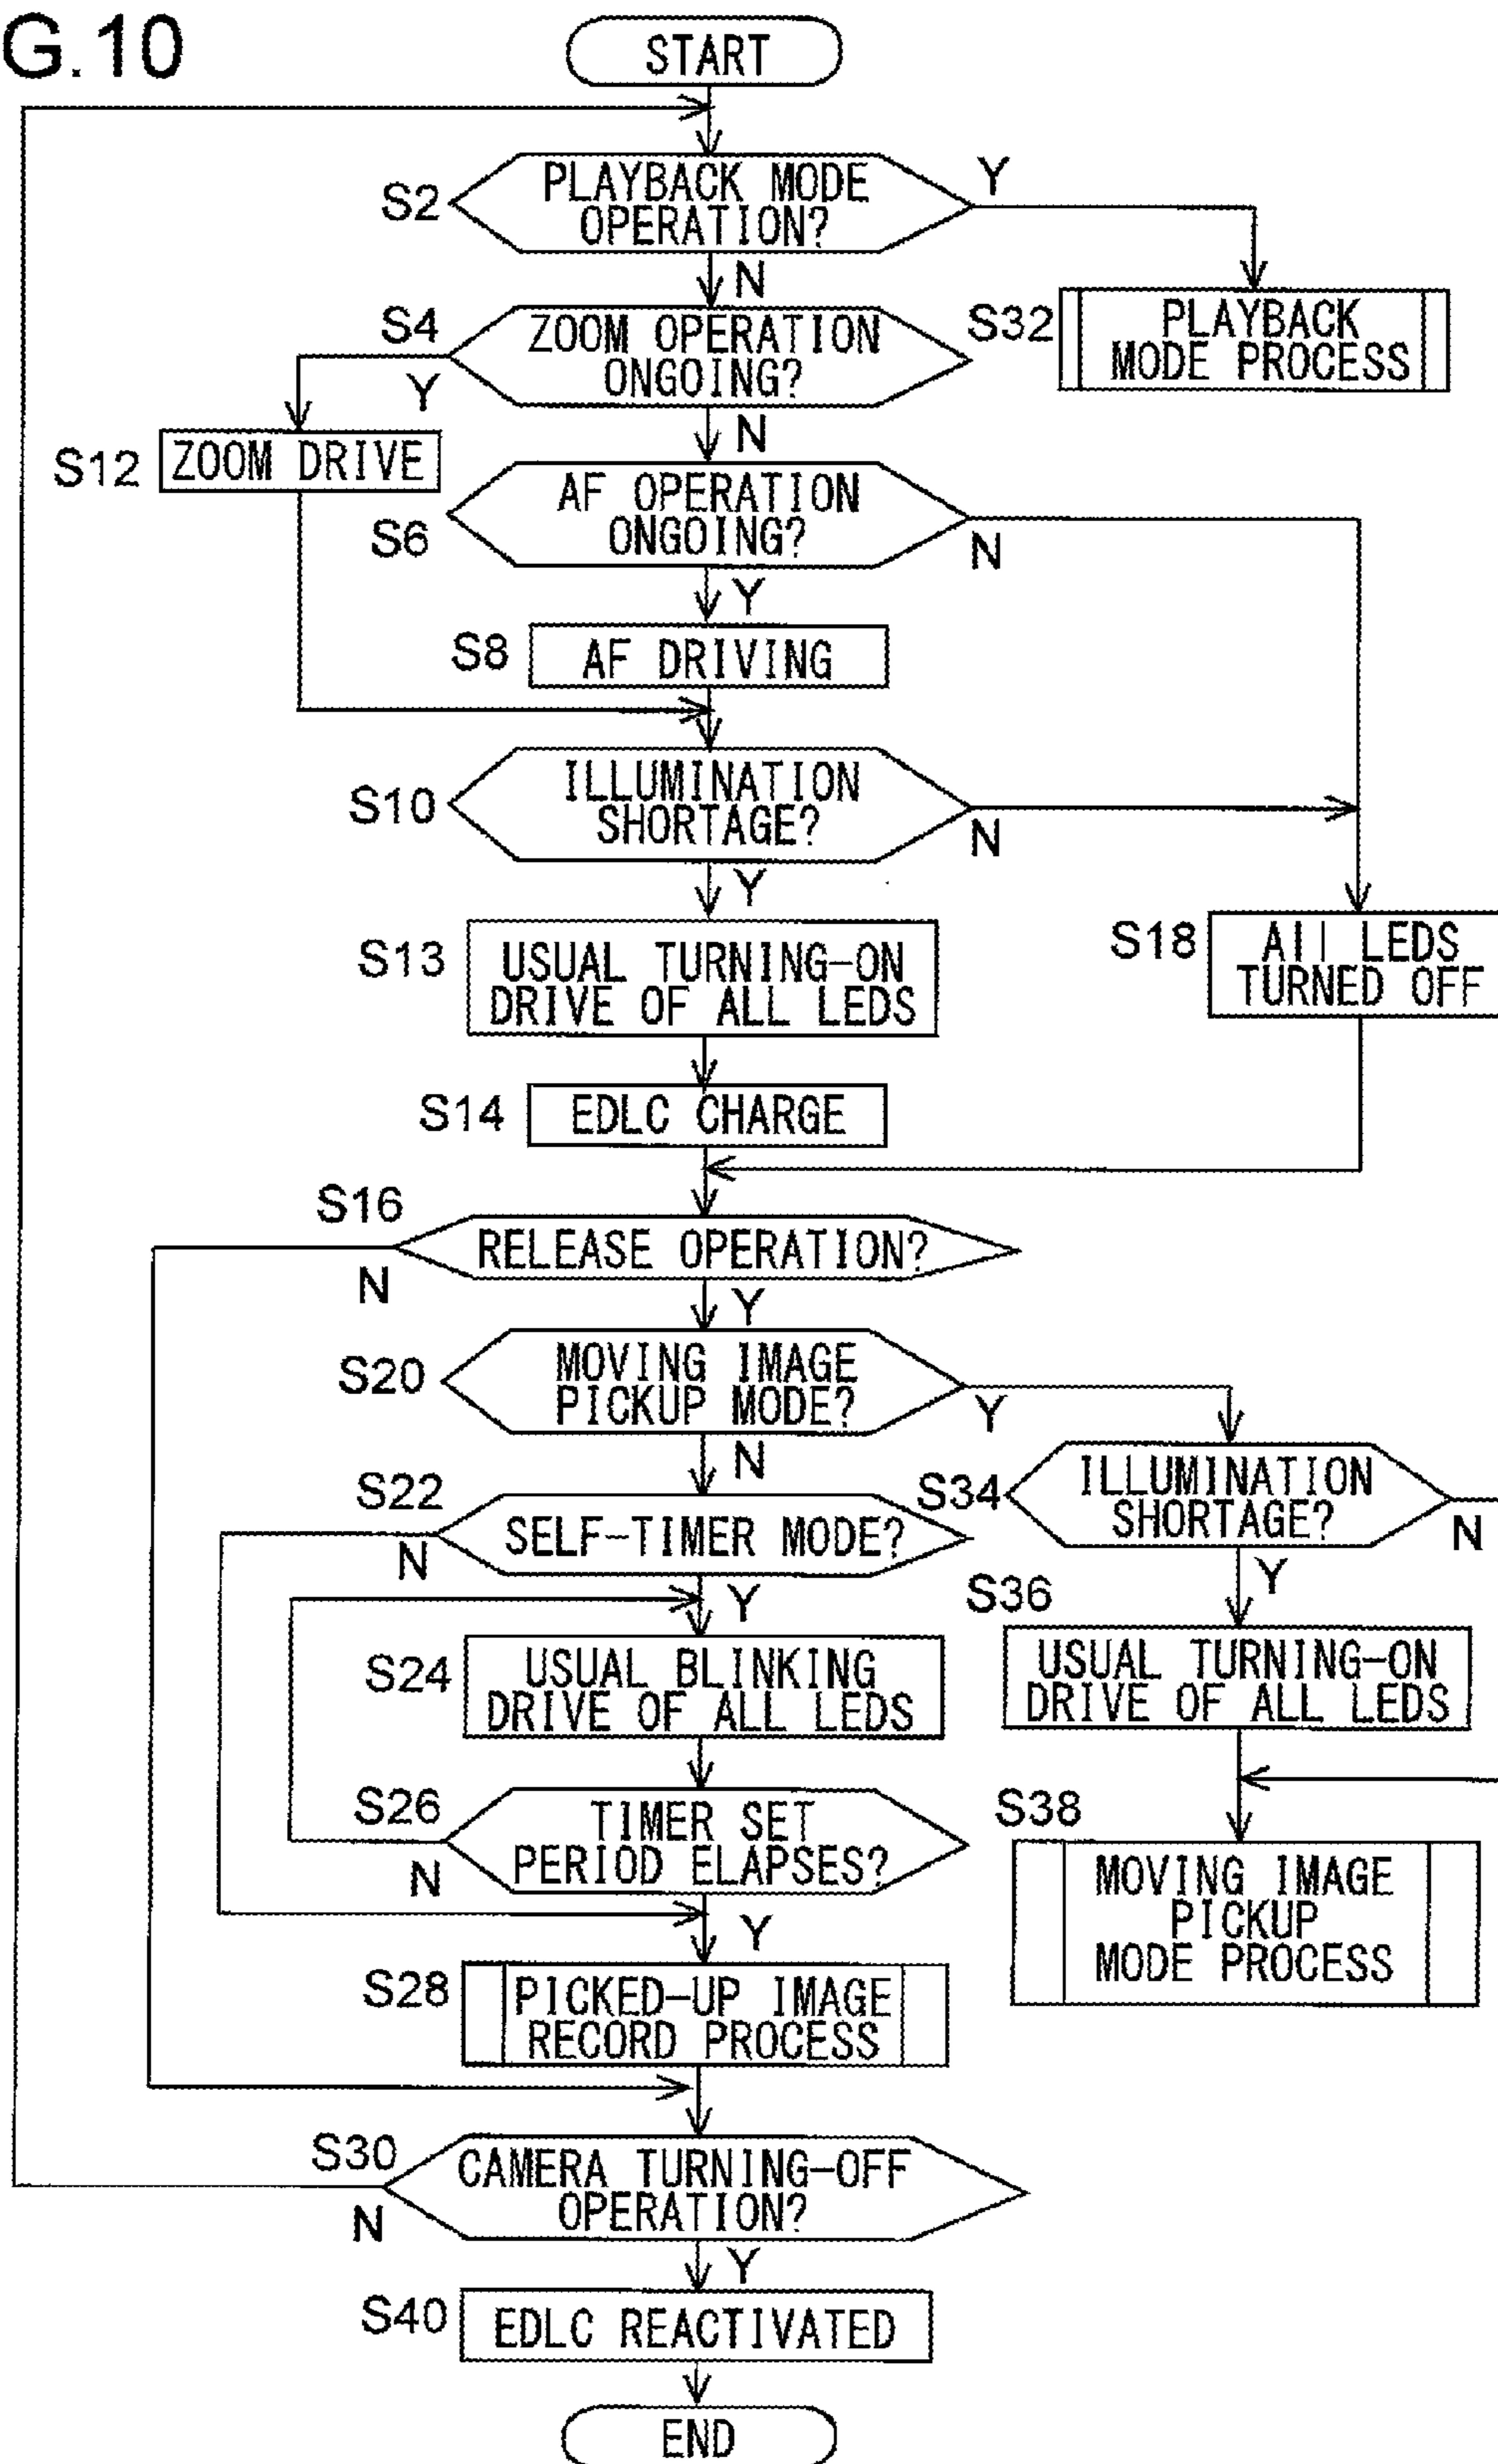 G.10
START
S2
PLAYBACK MODE
OPERATION?
Y
N
S32
PLAYBACK
MODE PROCESS
S4
ZOOM OPERATION
ONGOING?
Y
N
S12
ZOOM DRIVE
S6
AF OPERATION
ONGOING?
N
Y
S8
AF DRIVING
S10
ILLUMINATION
SHORTAGE?
N
Y
S13
USUAL TURNING-ON
DRIVE OF ALL LEDS
S18
All LEDS
TURNED OFF
S14
EDLC CHARGE
S16
RELEASE OPERATION?
N
Y
S20
MOVING IMAGE
PICKUP MODE?
Y
N
S34
ILLUMINATION
SHORTAGE?
N
Y
S22
SELF-TIMER MODE?
N
Y
S36
USUAL TURNING-ON
DRIVE OF ALL LEDS
S24
USUAL BLINKING
DRIVE OF ALL LEDS
S26
TIMER SET
PERIOD ELAPSES?
N
Y
S38
MOVING IMAGE
PICKUP
MODE PROCESS
S28
PICKED-UP IMAGE
RECORD PROCESS
S30
CAMERA TURNING-OFF
OPERATION?
N
Y
S40
EDLC REACTIVATED
END